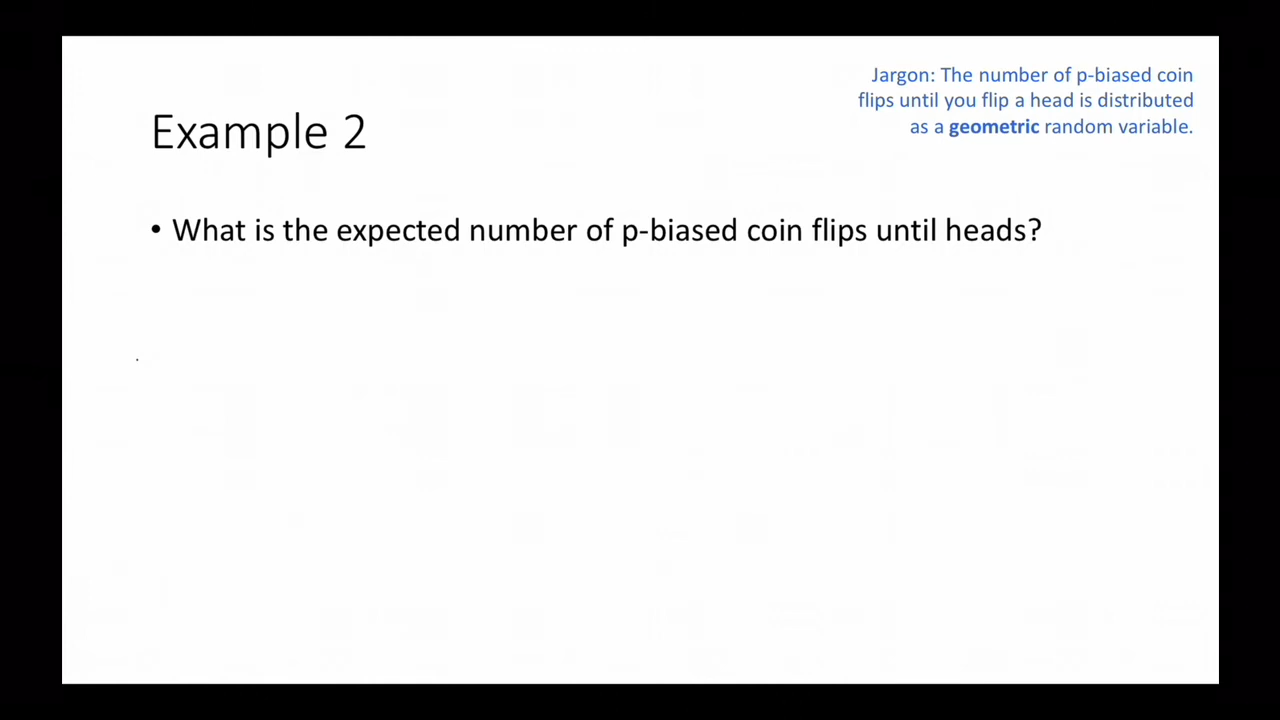 Jargon: The number of p-biased coin
flips until you flip a head is distributed
as a geometric random variable.
Example 2
• What is the expected number of p-biased coin flips until heads?